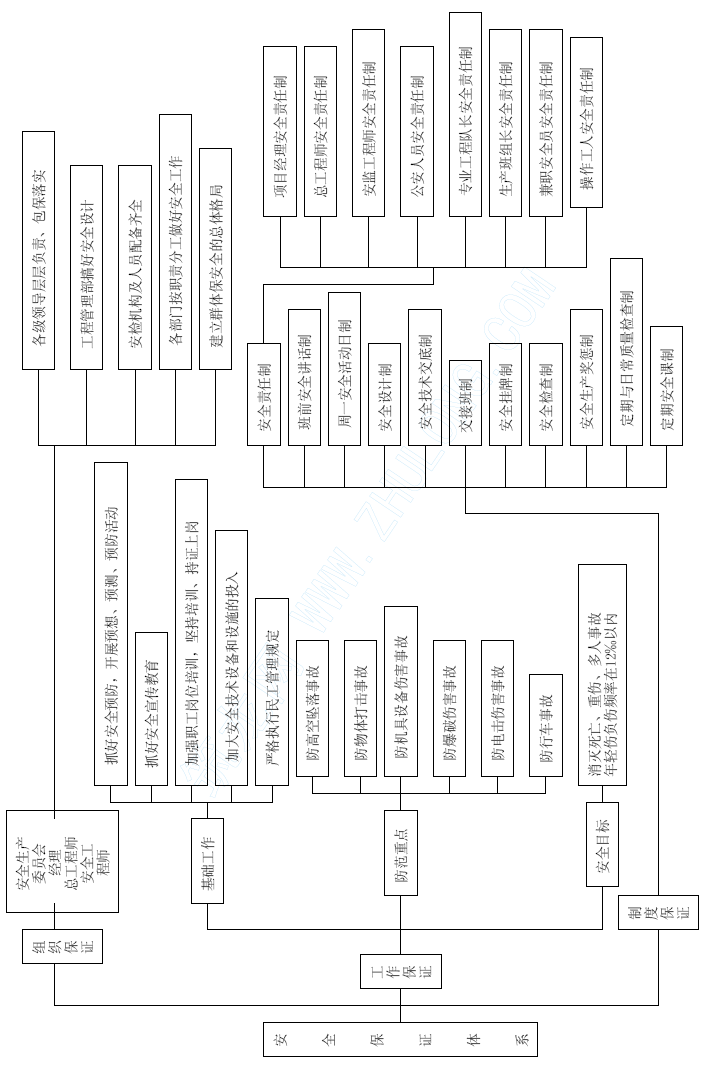 安全保证体系
组织
保证
工作
保证
制度
保证
安全生产
委员会
经理
总工程师
安全工
程师
基础工作
防范重点
安全目标
各级领导层层负责、包保落实
工程管理部搞好安全设计
安检机构及人员配备齐全
各部门按职责分工做好安全工作
建立群体保安全的总体格局
抓好安全预防，开展预想、预测、预防活动
抓好安全宣传教育
加强职工岗位培训，坚持培训、持证上岗
加大安全技术设备和设施的投入
严格执行民工管理规定
防高空坠落事故
防物体打击事故
防机具设备伤害事故
防爆破伤害事故
防电击伤害事故
防行车事故
消灭死亡、重伤、多人事故
年轻伤负伤频率在12‰以内
安全责任制
班前安全讲话制
周一安全活动日制
安全设计制
安全技术交底制
交接班制
安全挂牌制
安全检查制
安全生产奖惩制
定期与日常质量检查制
定期安全课制
项目经理安全责任制
总工程师安全责任制
安监工程师安全责任制
公安人员安全责任制
专业工程队长安全责任制
生产班组长安全责任制
兼职安全员安全责任制
操作工人安全责任制